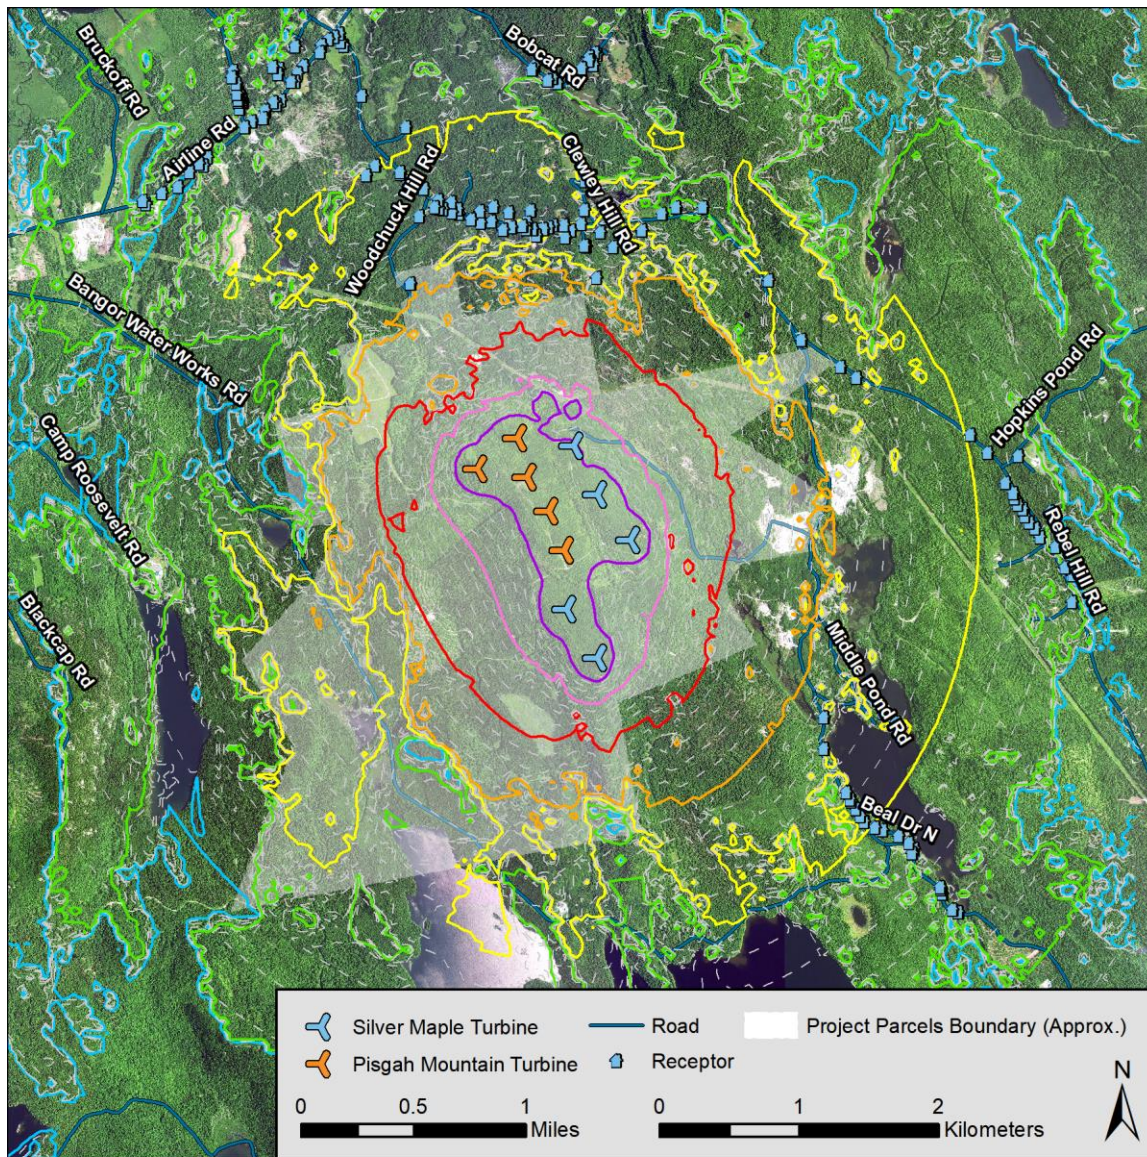 Bruckoff Rd
Bobcat Rd
Airline Rd
Woodchuck Hill Rd
Clewley Hill Rd
Bangor Water Works Rd
Hopkins Pond Rd
Camp Roosevelt Rd
Rebel Hill Rd
Blackcap Rd
Middle Pond Rd
Beal Dr N
Silver Maple Turbine
Road
Project Parcels Boundary (Approx.)
Pisgah Mountain Turbine
Receptor
N
0 0.5 1
Miles
0 1 2
Kilometers